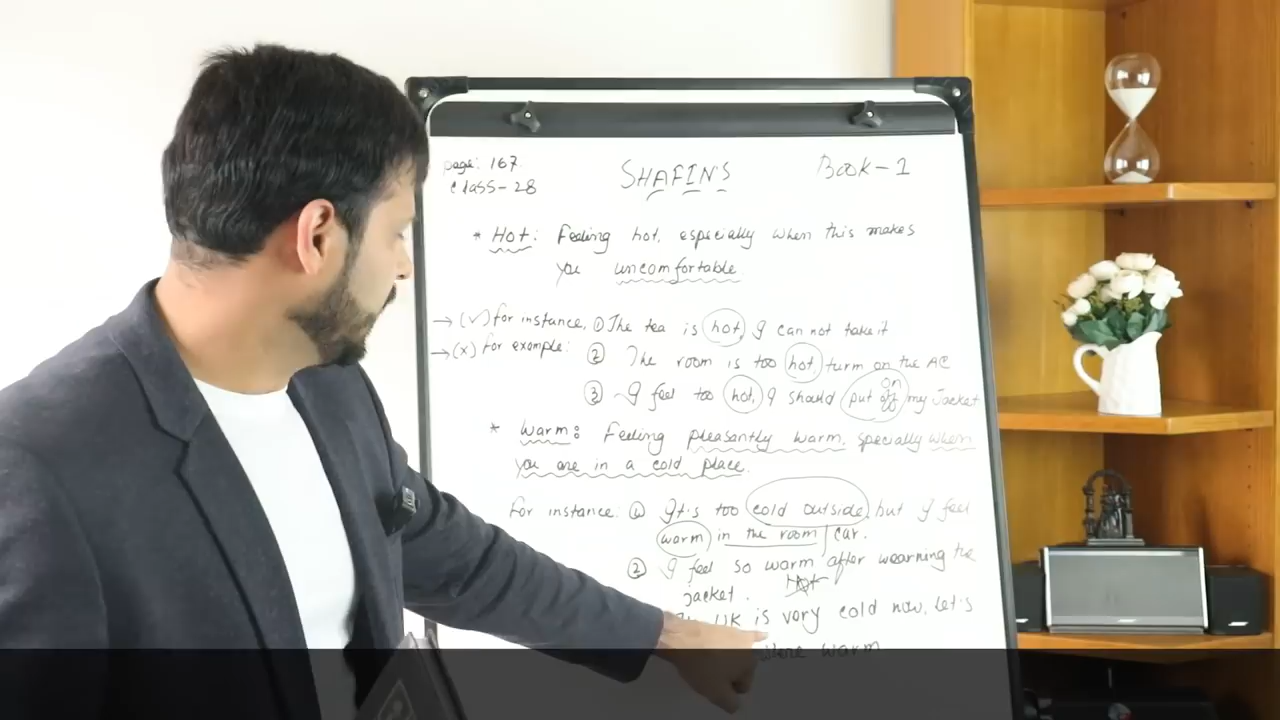 page: 167
Class-28
SHAFIN'S
Book-1
* Hot: Feeling hot, especially when this makes
you uncomfortable.
→ (✓) for instance, ① The tea is hot, I can not take it
→ (x) for example: ② The room is too hot, turn on the AC
on
③ I feel too hot, I should put off my Jacket
* Warm: Feeling pleasantly warm, specially when
you are in a cold place.
for instance: ① It's too cold outside, but I feel
warm in the room/car.
② I feel so warm after wearning the
jacket. Hot
UK is very cold now, Let's
warm